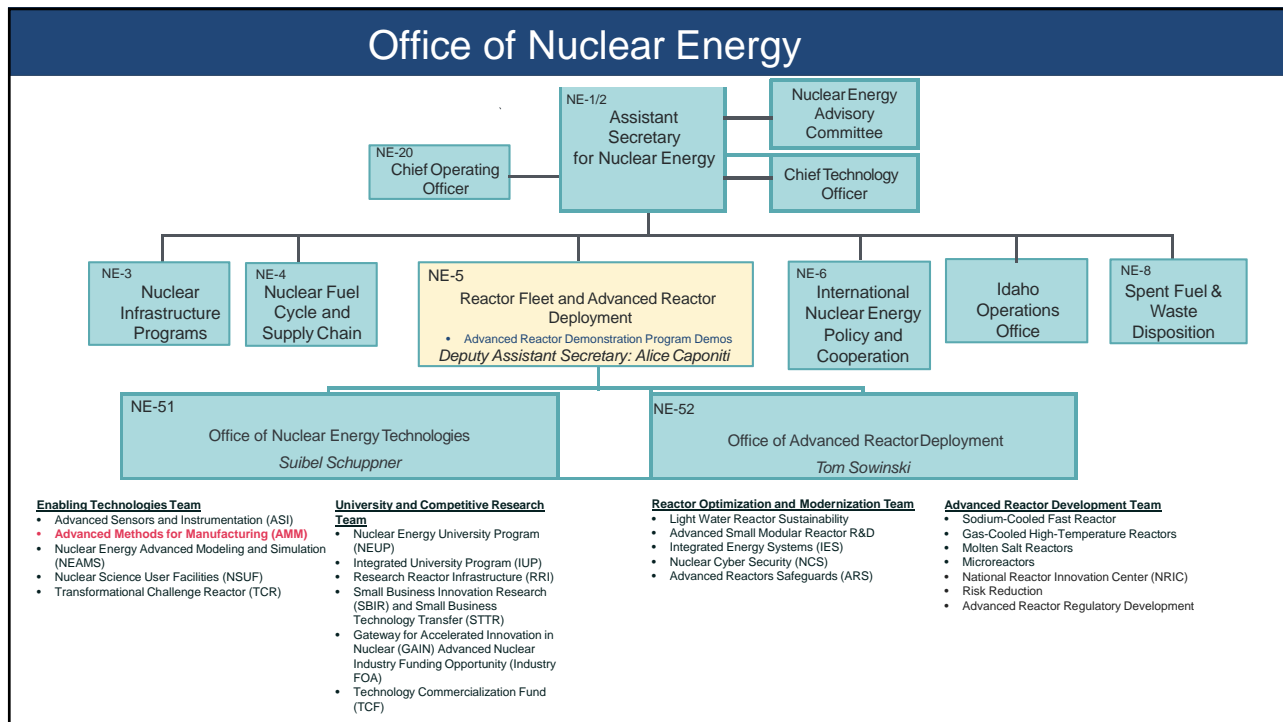 Office of Nuclear Energy
NE-1/2
Assistant
Secretary
for Nuclear Energy
Nuclear Energy
Advisory
Committee
NE-20
Chief Operating
Officer
Chief Technology
Officer
NE-3
Nuclear
Infrastructure
Programs
NE-4
Nuclear Fuel
Cycle and
Supply Chain
NE-5
Reactor Fleet and Advanced Reactor
Deployment
• Advanced Reactor Demonstration Program Demos
Deputy Assistant Secretary: Alice Caponiti
NE-6
International
Nuclear Energy
Policy and
Cooperation
Idaho
Operations
Office
NE-8
Spent Fuel &
Waste
Disposition
NE-51
Office of Nuclear Energy Technologies
Suibel Schuppner
NE-52
Office of Advanced Reactor Deployment
Tom Sowinski
Enabling Technologies Team
• Advanced Sensors and Instrumentation (ASI)
• Advanced Methods for Manufacturing (AMM)
• Nuclear Energy Advanced Modeling and Simulation
(NEAMS)
• Nuclear Science User Facilities (NSUF)
• Transformational Challenge Reactor (TCR)
University and Competitive Research
Team
• Nuclear Energy University Program
(NEUP)
• Integrated University Program (IUP)
• Research Reactor Infrastructure (RRI)
• Small Business Innovation Research
(SBIR) and Small Business
Technology Transfer (STTR)
• Gateway for Accelerated Innovation in
Nuclear (GAIN) Advanced Nuclear
Industry Funding Opportunity (Industry
FOA)
• Technology Commercialization Fund
(TCF)
Reactor Optimization and Modernization Team
• Light Water Reactor Sustainability
• Advanced Small Modular Reactor R&D
• Integrated Energy Systems (IES)
• Nuclear Cyber Security (NCS)
• Advanced Reactors Safeguards (ARS)
Advanced Reactor Development Team
• Sodium-Cooled Fast Reactor
• Gas-Cooled High-Temperature Reactors
• Molten Salt Reactors
• Microreactors
• National Reactor Innovation Center (NRIC)
• Risk Reduction
• Advanced Reactor Regulatory Development